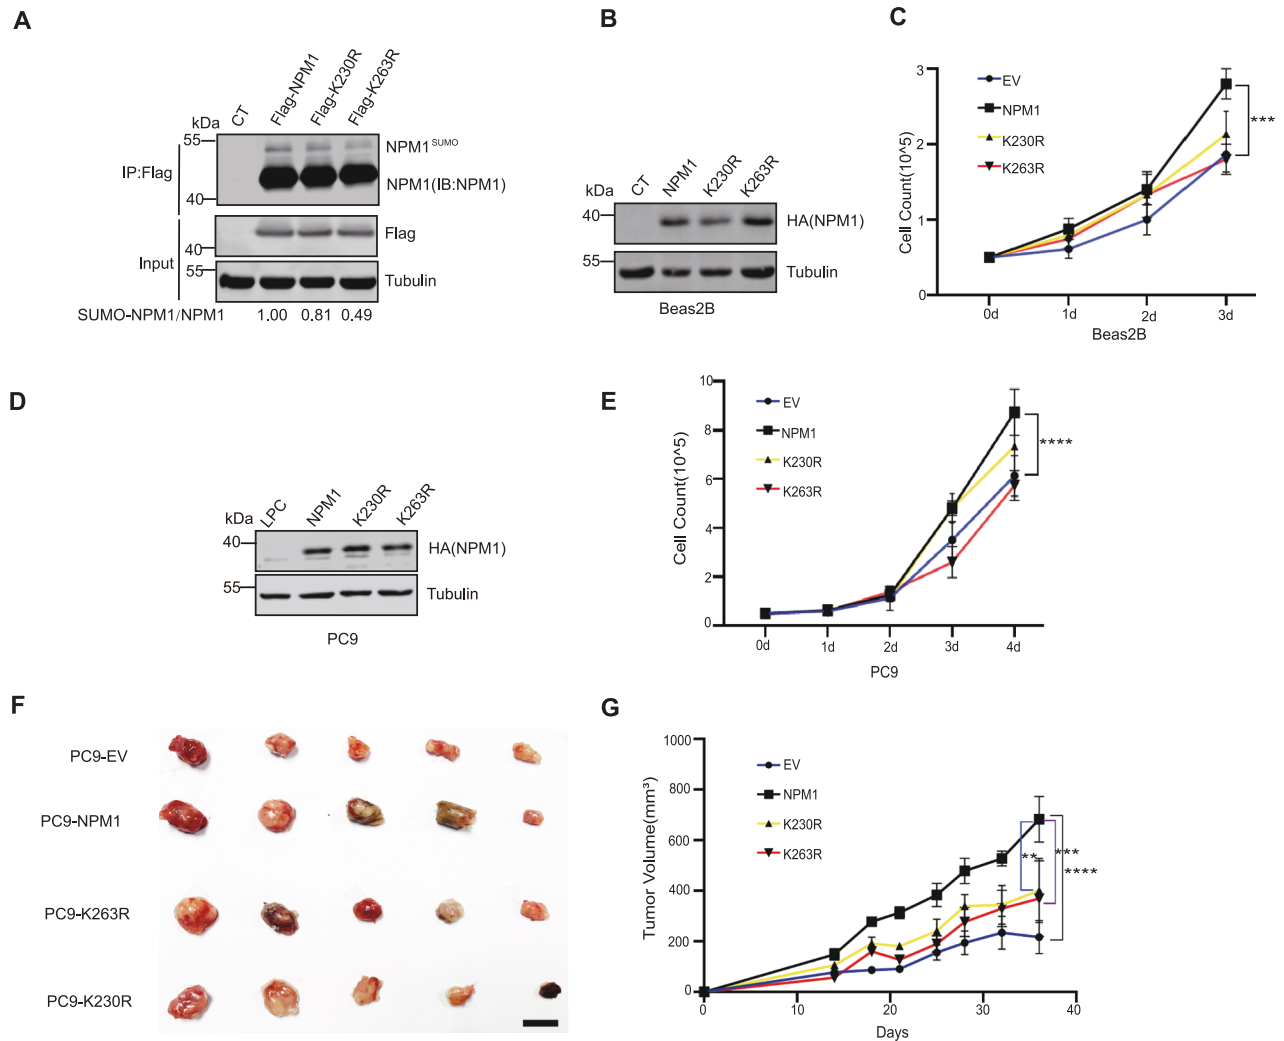 A
kDa
CT
Flag-NPM1
Flag-K230R
Flag-K263R
55
NPM1^SUMO
IP:Flag
NPM1(IB:NPM1)
40
Flag
40
Input
55
Tubulin
SUMO-NPM1/NPM1 1.00 0.81 0.49
B
kDa
CT
NPM1
K230R
K263R
40
HA(NPM1)
55
Tubulin
Beas2B
C
Cell Count(10^5)
3
2
1
0
EV
NPM1
K230R
K263R
***
0d 1d 2d 3d
Beas2B
D
kDa
LPC
NPM1
K230R
K263R
40
HA(NPM1)
55
Tubulin
PC9
E
Cell Count(10^5)
10
8
6
4
2
0
EV
NPM1
K230R
K263R
****
0d 1d 2d 3d 4d
PC9
F
PC9-EV
PC9-NPM1
PC9-K263R
PC9-K230R
G
Tumor Volume(mm³)
1000
800
600
400
200
0
EV
NPM1
K230R
K263R
**
***
****
0 10 20 30 40
Days